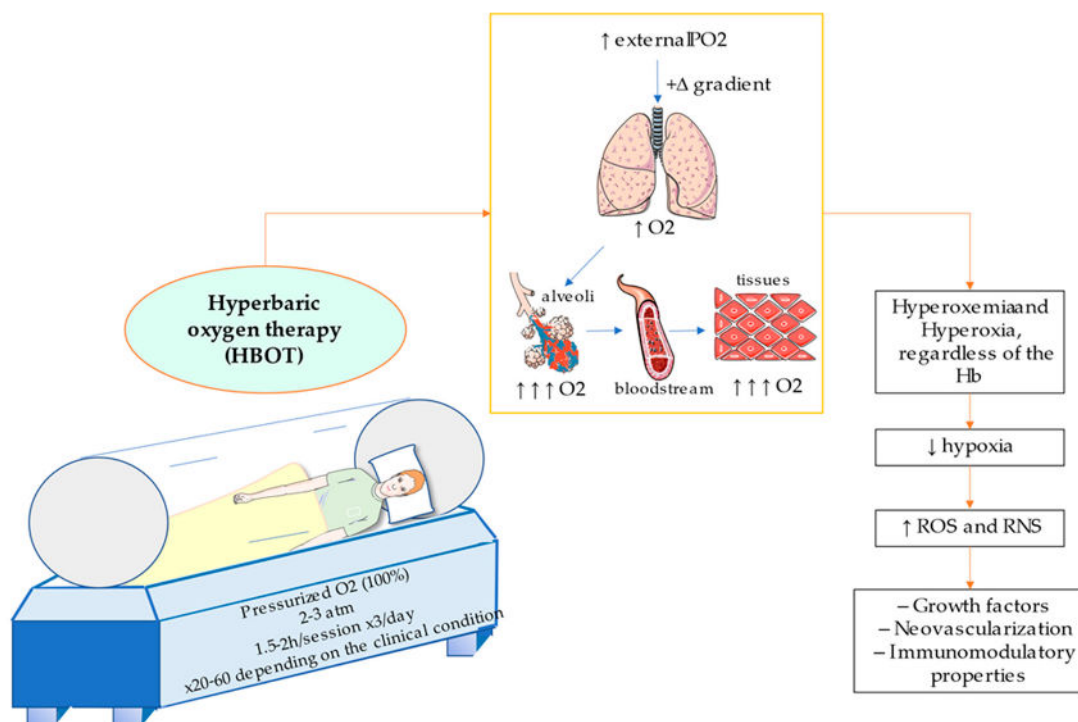 ↑ externalPO2
+Δ gradient
↑ O2
alveoli
tissues
↑↑↑ O2
bloodstream
↑↑↑ O2
Hyperbaric
oxygen therapy
(HBOT)
Pressurized O2 (100%)
2-3 atm
1.5-2h/session x3/day
x20-60 depending on the clinical condition
Hyperoxemiaand
Hyperoxia,
regardless of the
Hb
↓ hypoxia
↑ ROS and RNS
– Growth factors
– Neovascularization
– Immunomodulatory
properties